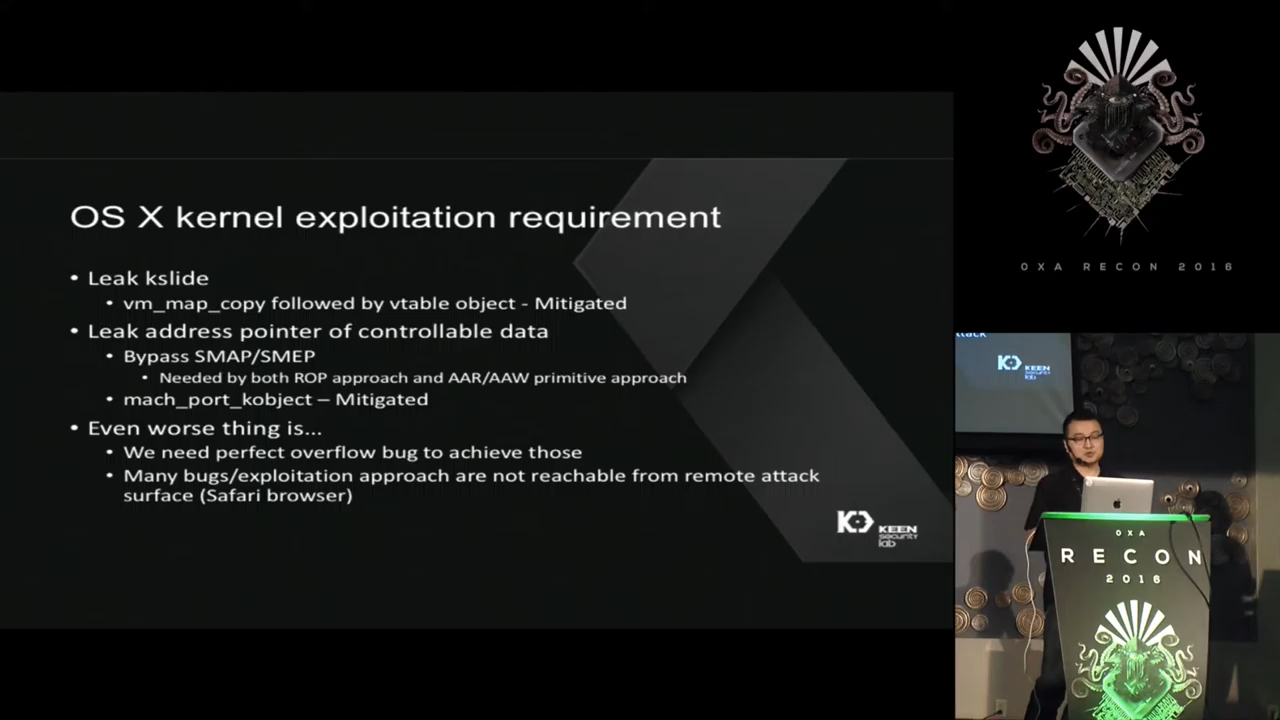 OS X kernel exploitation requirement
• Leak kslide
• vm_map_copy followed by vtable object - Mitigated
• Leak address pointer of controllable data
• Bypass SMAP/SMEP
• Needed by both ROP approach and AAR/AAW primitive approach
• mach_port_kobject – Mitigated
• Even worse thing is...
• We need perfect overflow bug to achieve those
• Many bugs/exploitation approach are not reachable from remote attack
surface (Safari browser)
KEEN
security
lab
0XA RECON 2016
KEEN
0XA
RECON
2016